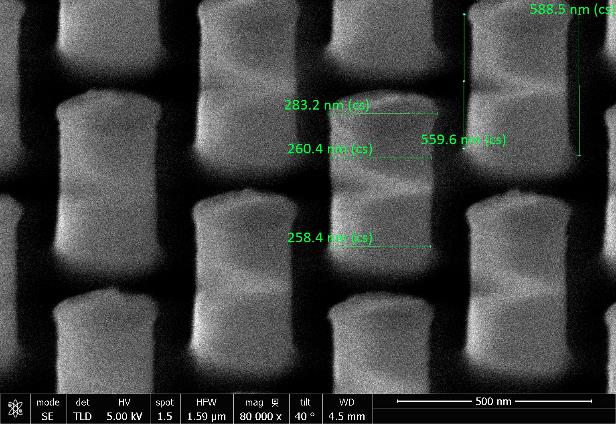 588.5 nm (cs)
283.2 nm (cs)
559.6 nm (cs)
260.4 nm (cs)
258.4 nm (cs)
mode det HV spot HFW mag tilt WD
SE TLD 5.00 kV 1.5 1.59 µm 80 000 x 40 ° 4.5 mm
500 nm